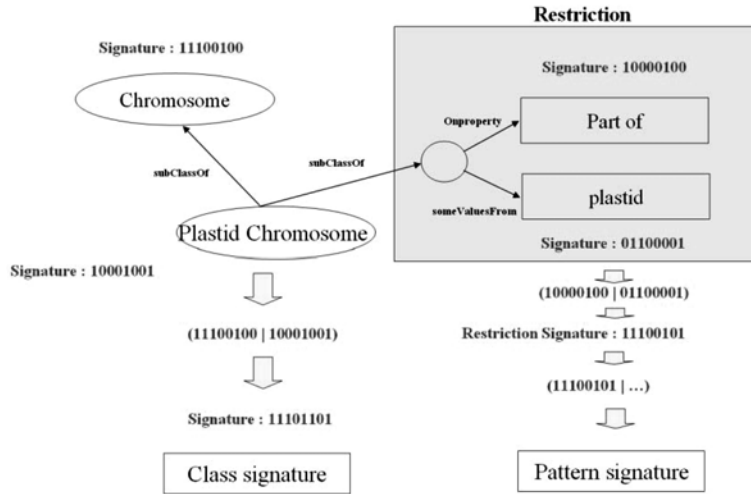 Restriction
Signature : 11100100
Chromosome
Signature : 10000100
Onproperty
Part of
subClassOf
subClassOf
someValuesFrom
plastid
Plastid Chromosome
Signature : 01100001
Signature : 10001001
(10000100 | 01100001)
(11100100 | 10001001)
Restriction Signature : 11100101
(11100101 | …)
Signature : 11101101
Class signature
Pattern signature